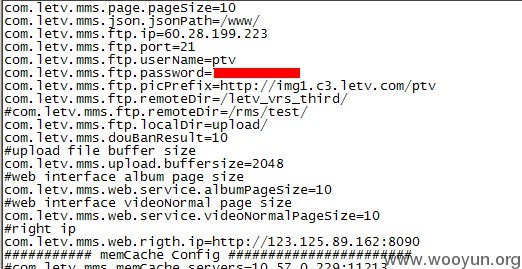 com.letv.mms.page.pageSize=10
com.letv.mms.json.jsonPath=/www/
com.letv.mms.ftp.ip=60.28.199.223
com.letv.mms.ftp.port=21
com.letv.mms.ftp.userName=ptv
com.letv.mms.ftp.password=
com.letv.mms.ftp.picPrefix=http://img1.c3.letv.com/ptv
com.letv.mms.ftp.remoteDir=/letv_vrs_third/
#com.letv.mms.ftp.remoteDir=/rms/test/
com.letv.mms.ftp.localDir=upload/
com.letv.mms.douBanResult=10
#upload file buffer size
com.letv.mms.upload.buffersize=2048
#web interface album page size
com.letv.mms.web.service.albumPageSize=10
#web interface videoNormal page size
com.letv.mms.web.service.videoNormalPageSize=10
#right ip
com.letv.mms.web.rigth.ip=http://123.125.89.162:8090
########### memCache Config ######################
#com.letv.mms.memCache.servers=10.57.0.229:11213
www.wooyun.org